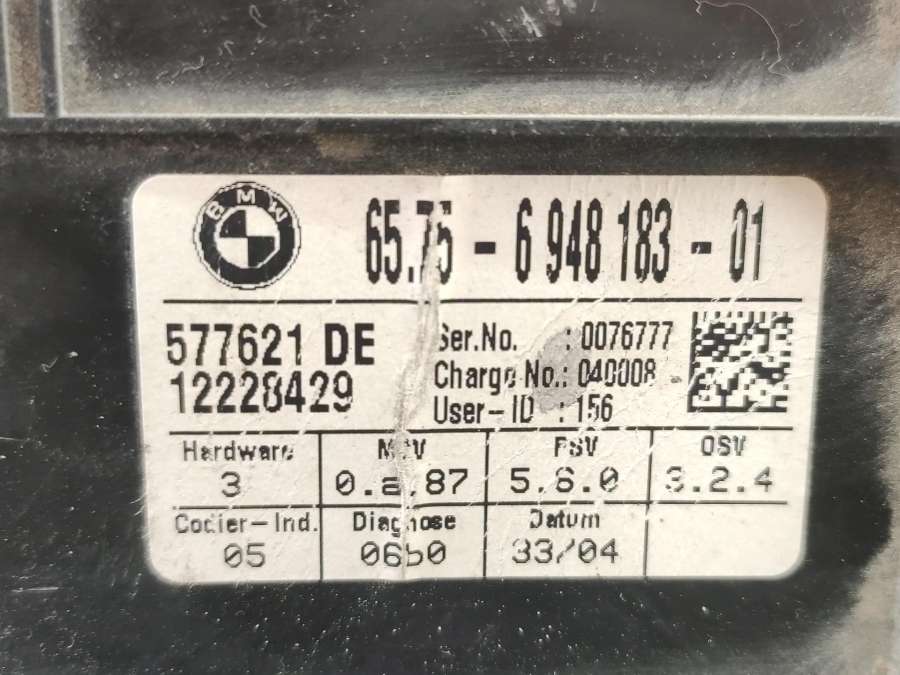 BMW
65.75 - 6 948 183 - 01
577621 DE
12228429
Ser.No. : 0076777
Charge No.: 040008
User-ID : 156
Hardware
3
5.6.0
OSV
3.2.4
Codier-Ind.
05
Diagnose
Datum
33/04